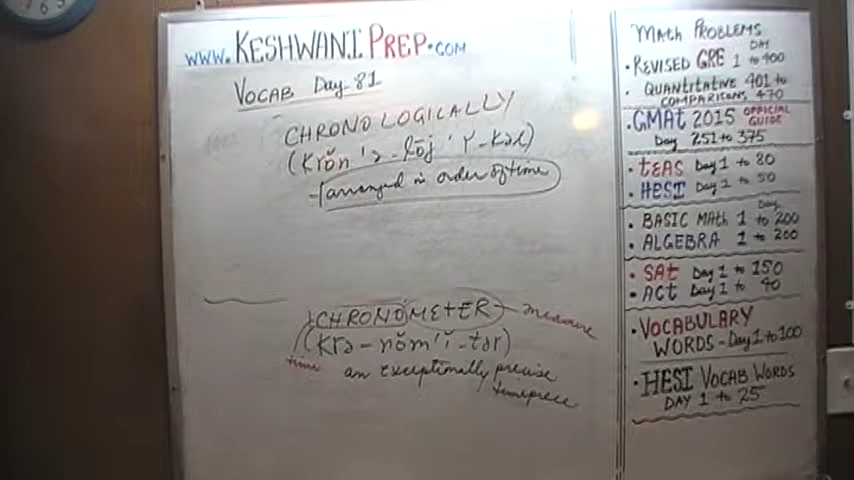 www.KESHWANIPREP.com
VOCAB Day 81
CHRONOLOGICALLY
(krŏn'ə-lŏj'ĭ-kəl)
- arranged in order of time
CHRONOMETER - measure
(krə-nŏm'ĭ-tər)
time
an exceptionally precise
timepiece
Math Problems
• REVISED GRE DAY 1 to 400
• QUANTITATIVE 401 to
COMPARISONS 470
• GMAT 2015 OFFICIAL GUIDE
Day 251 to 375
• TEAS Day 1 to 80
• HESI Day 1 to 50
Day
• BASIC MATH 1 to 200
• ALGEBRA 1 to 200
• SAT Day 1 to 150
• ACT Day 1 to 40
• VOCABULARY
WORDS - Day 1 to 100
• HESI VOCAB WORDS
DAY 1 to 25